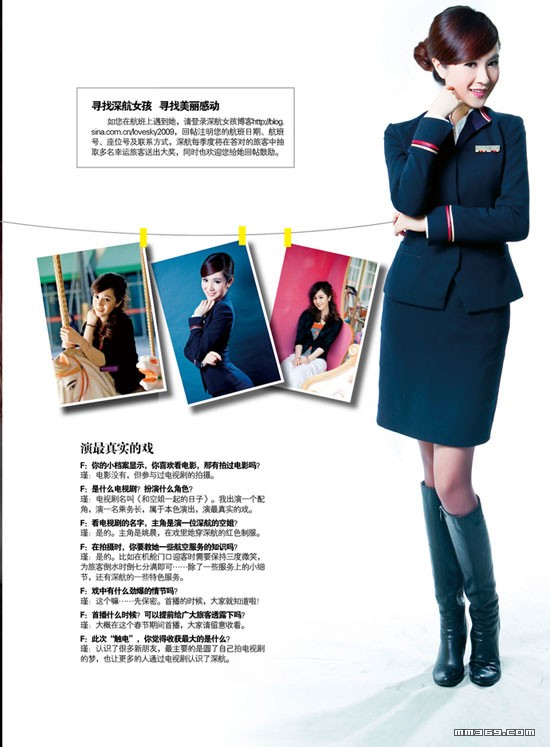 寻找深航女孩 寻找美丽感动
如您在航班上遇到她，请登录深航女孩博客http://blog.
sina.com.cn/lovesky2009，回帖注明您的航班日期、航班
号、座位号及联系方式，深航每季度将在答对的旅客中抽
取多名幸运旅客送出大奖，同时也欢迎您给她回帖鼓励。
演最真实的戏
F：你的小档案显示，你喜欢看电影，那有拍过电影吗？
瑾：电影没有，但参与过电视剧的拍摄。
F：是什么电视剧？扮演什么角色？
瑾：电视剧名叫《和空姐一起的日子》。我出演一个配
角，演一名乘务长，属于本色演出，演最真实的戏。
F：看电视剧的名字，主角是演一位深航的空姐？
瑾：是的。主角是姚晨，在戏里她穿深航的红色制服。
F：在拍摄时，你要教她一些航空服务的知识吗？
瑾：是的。比如在机舱门口迎客时需要保持三度微笑，
为旅客倒水时倒七分满即可……除了一些服务上的小细
节，还有深航的一些特色服务。
F：戏中有什么劲爆的情节吗？
瑾：这个嘛……先保密。首播的时候，大家就知道啦！
F：首播什么时候？可以提前给广大旅客透露下吗？
瑾：大概在这个春节期间首播，大家请留意收看。
F：此次“触电”，你觉得收获最大的是什么？
瑾：认识了很多新朋友，最主要的是圆了自己拍电视剧
的梦，也让更多的人通过电视剧认识了深航。
mm369.com